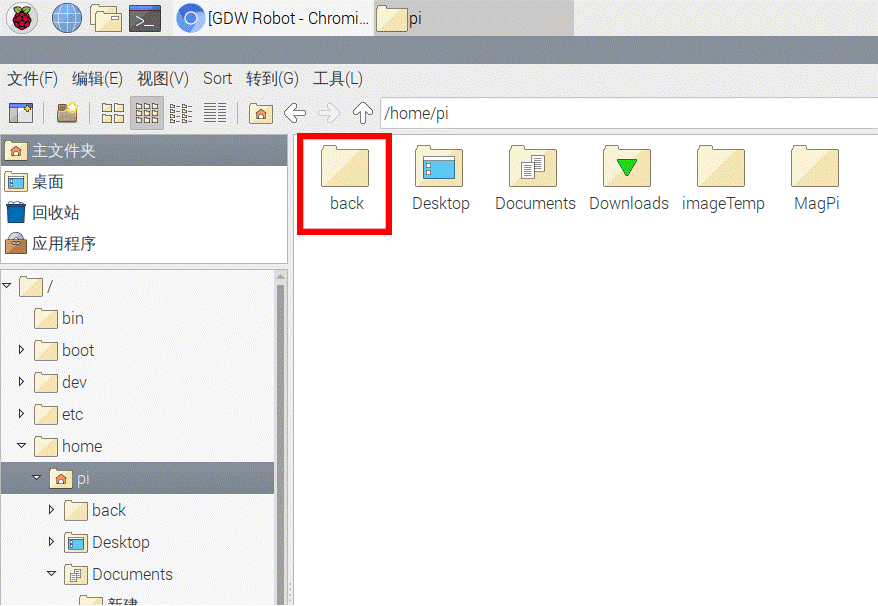 [GDW Robot - Chromi...
pi
文件(F) 编辑(E) 视图(V) Sort 转到(G) 工具(L)
/home/pi
主文件夹
桌面
回收站
应用程序
back
Desktop
Documents
Downloads
imageTemp
MagPi
/
bin
boot
dev
etc
home
pi
back
Desktop
Documents
新建